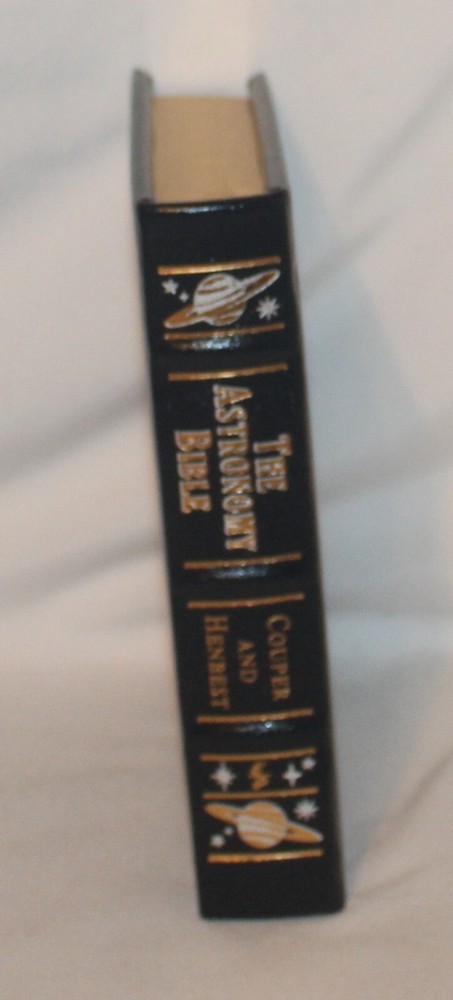 THE
ASTRONOMY
BIBLE
COUPER
AND
HENBEST